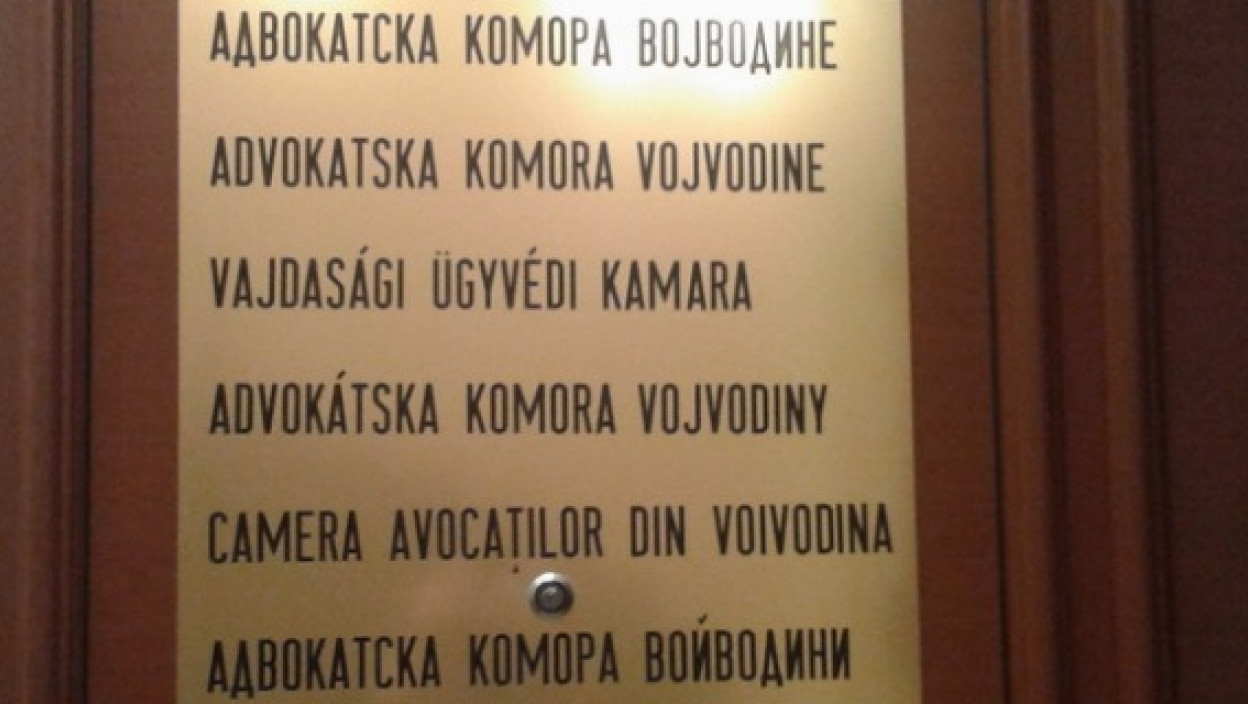 АДВОКАТСКА КОМОРА ВОЈВОДИНЕ
ADVOKATSKA KOMORA VOJVODINE
VAJDASÁGI ÜGYVÉDI KAMARA
ADVOKÁTSKA KOMORA VOJVODINY
CAMERA AVOCAȚILOR DIN VOIVODINA
АДВОКАТСКА КОМОРА ВОЙВОДИНИ